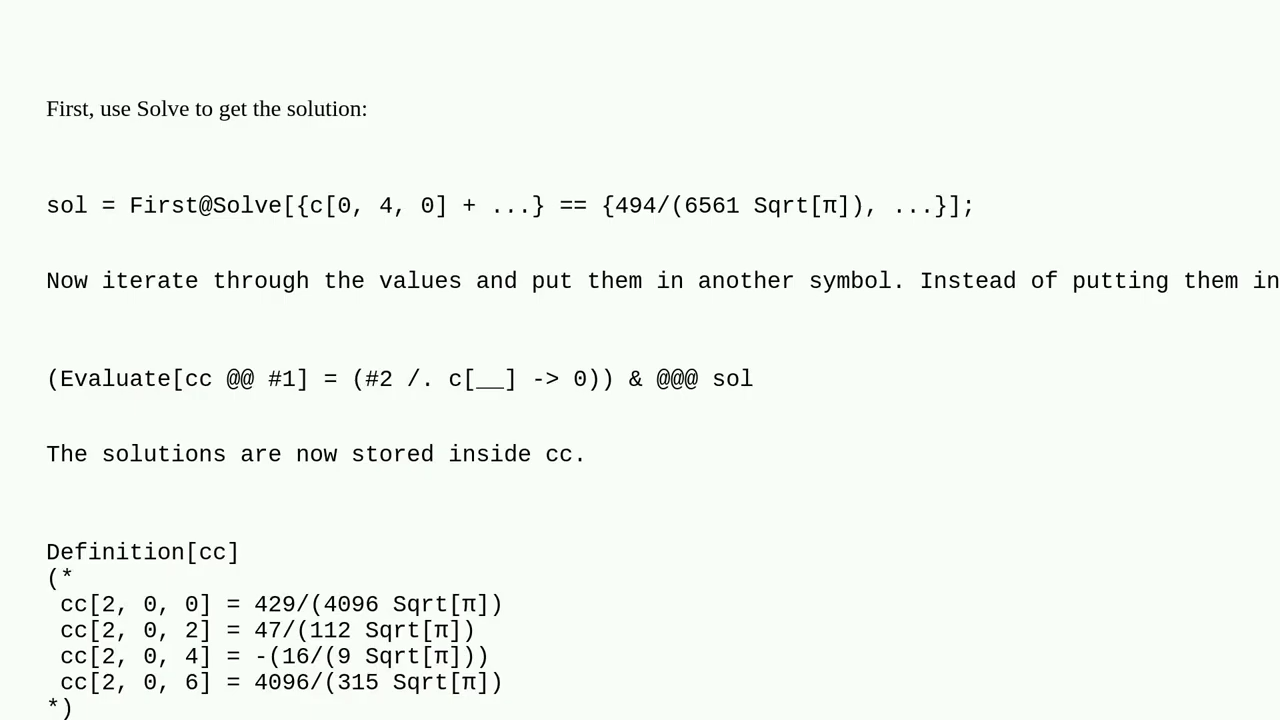 First, use Solve to get the solution:
sol = First@Solve[{c[0, 4, 0] + ...} == {494/(6561 Sqrt[π]), ...}];
Now iterate through the values and put them in another symbol. Instead of putting them in
(Evaluate[cc @@ #1] = (#2 /. c[__] -> 0)) & @@@ sol
The solutions are now stored inside cc.
Definition[cc]
(*
cc[2, 0, 0] = 429/(4096 Sqrt[π])
cc[2, 0, 2] = 47/(112 Sqrt[π])
cc[2, 0, 4] = -(16/(9 Sqrt[π]))
cc[2, 0, 6] = 4096/(315 Sqrt[π])
*)